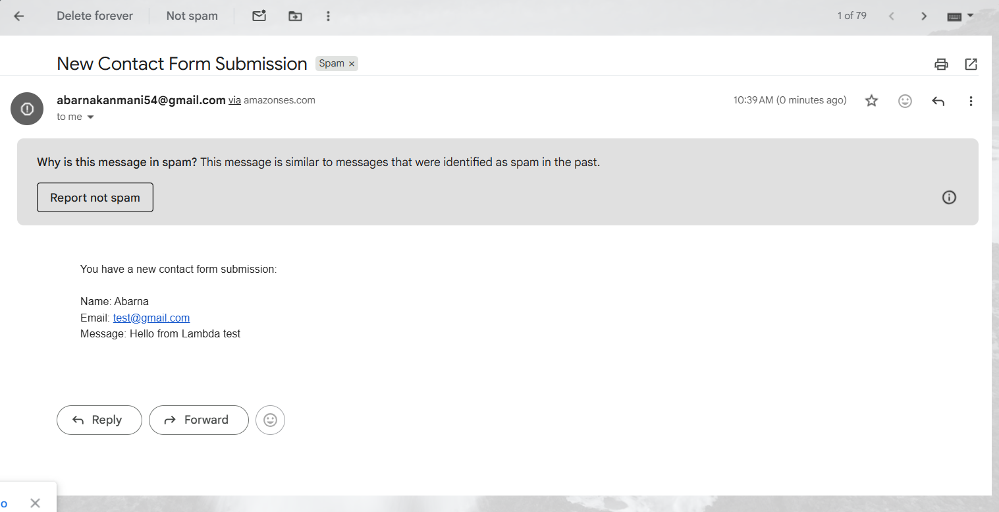 Delete forever Not spam 1 of 79
New Contact Form Submission Spam ×
abarnakanmani54@gmail.com via amazonses.com 10:39 AM (0 minutes ago)
to me
Why is this message in spam? This message is similar to messages that were identified as spam in the past.
Report not spam
You have a new contact form submission:
Name: Abarna
Email: test@gmail.com
Message: Hello from Lambda test
Reply Forward
o